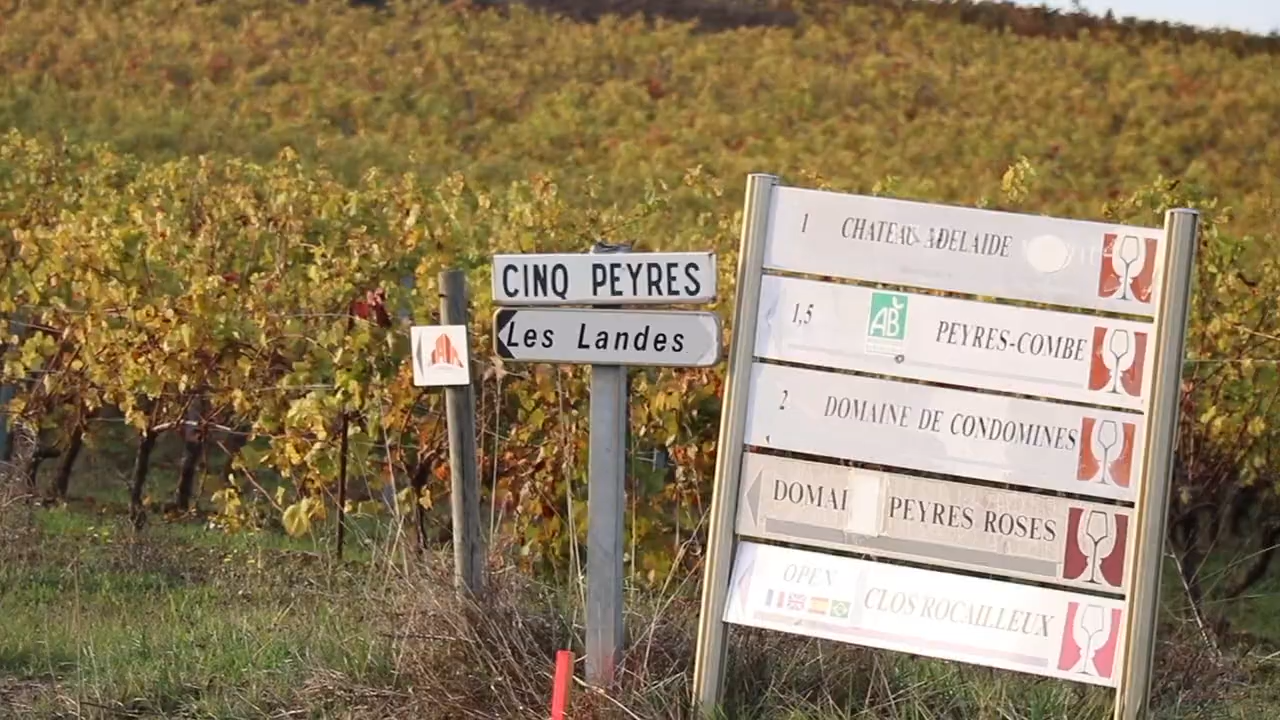 CINQ PEYRES
Les Landes
1 CHATEAU ADELAIDE
1,5 AB PEYRES-COMBE
2 DOMAINE DE CONDOMINES
DOMAI PEYRES ROSES
OPEN CLOS ROCAILLEUX